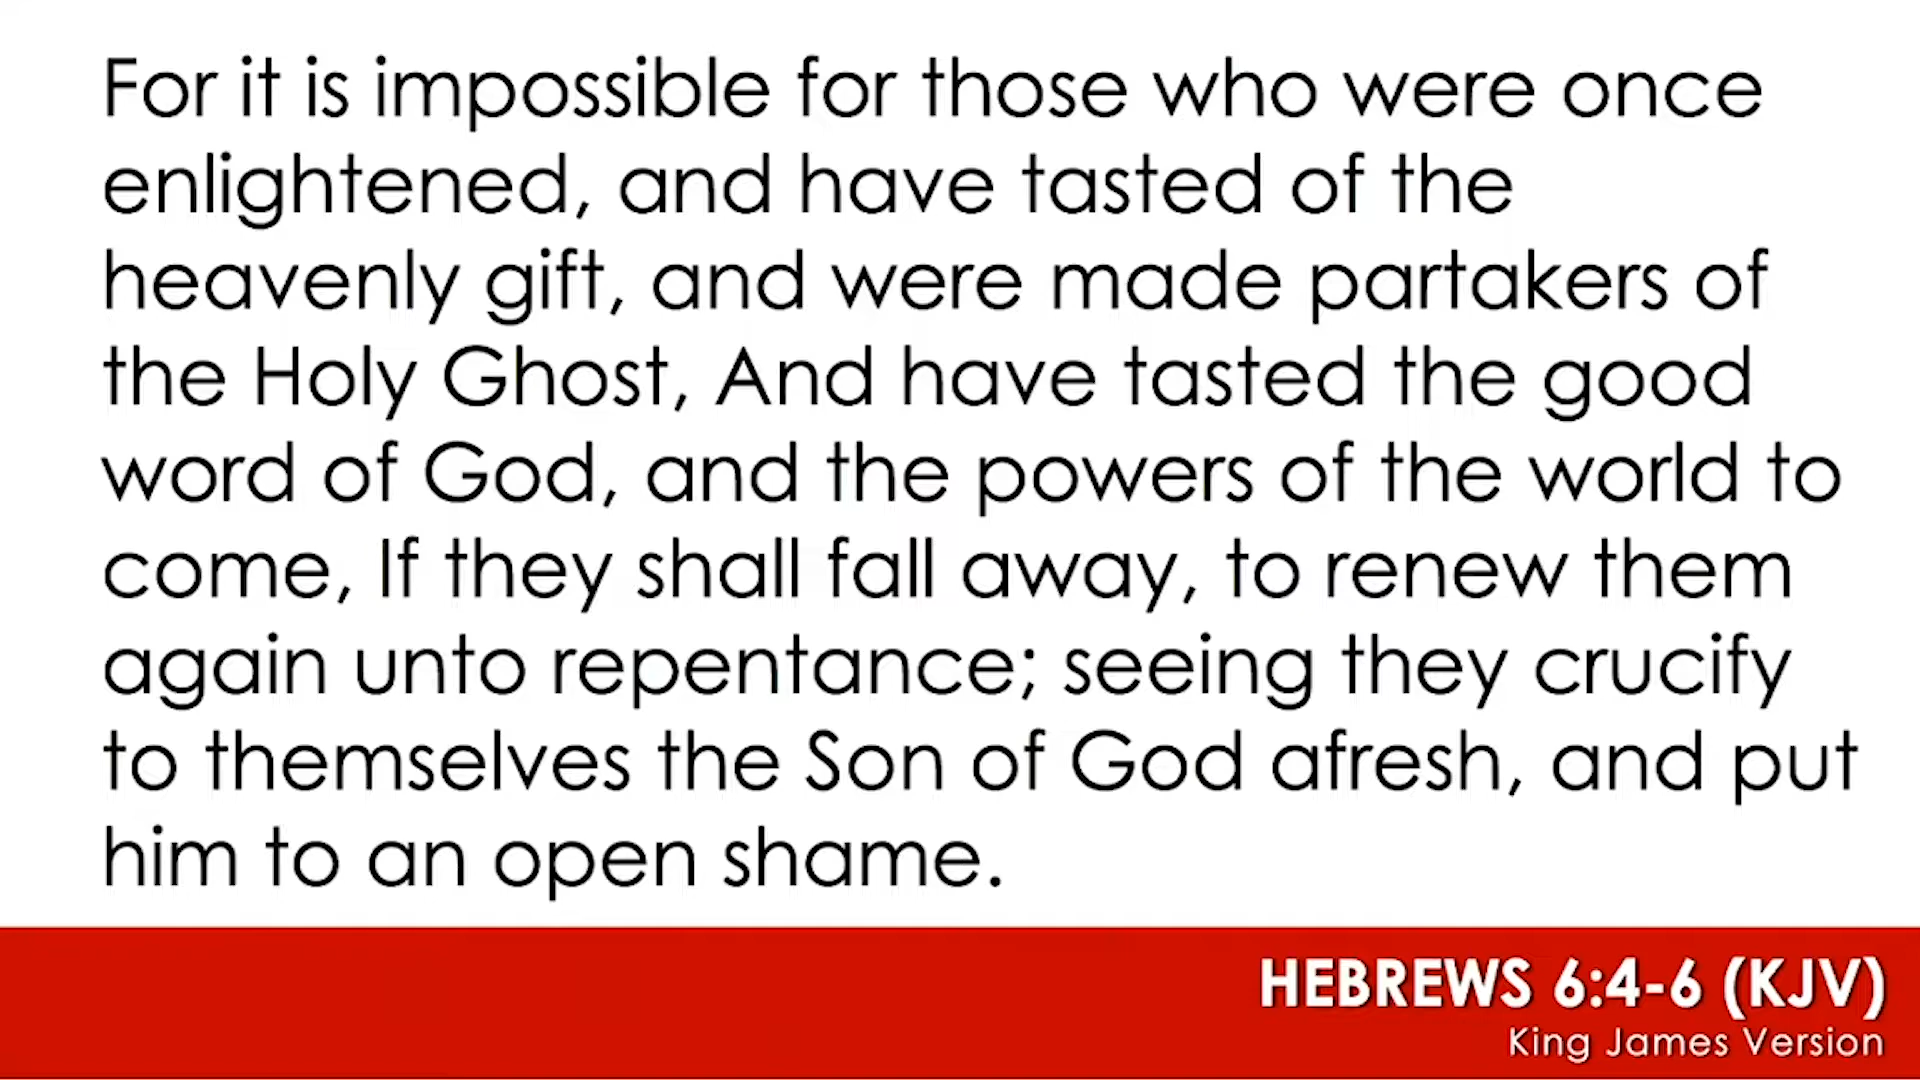 For it is impossible for those who were once
enlightened, and have tasted of the
heavenly gift, and were made partakers of
the Holy Ghost, And have tasted the good
word of God, and the powers of the world to
come, If they shall fall away, to renew them
again unto repentance; seeing they crucify
to themselves the Son of God afresh, and put
him to an open shame.
HEBREWS 6:4-6 (KJV)
King James Version